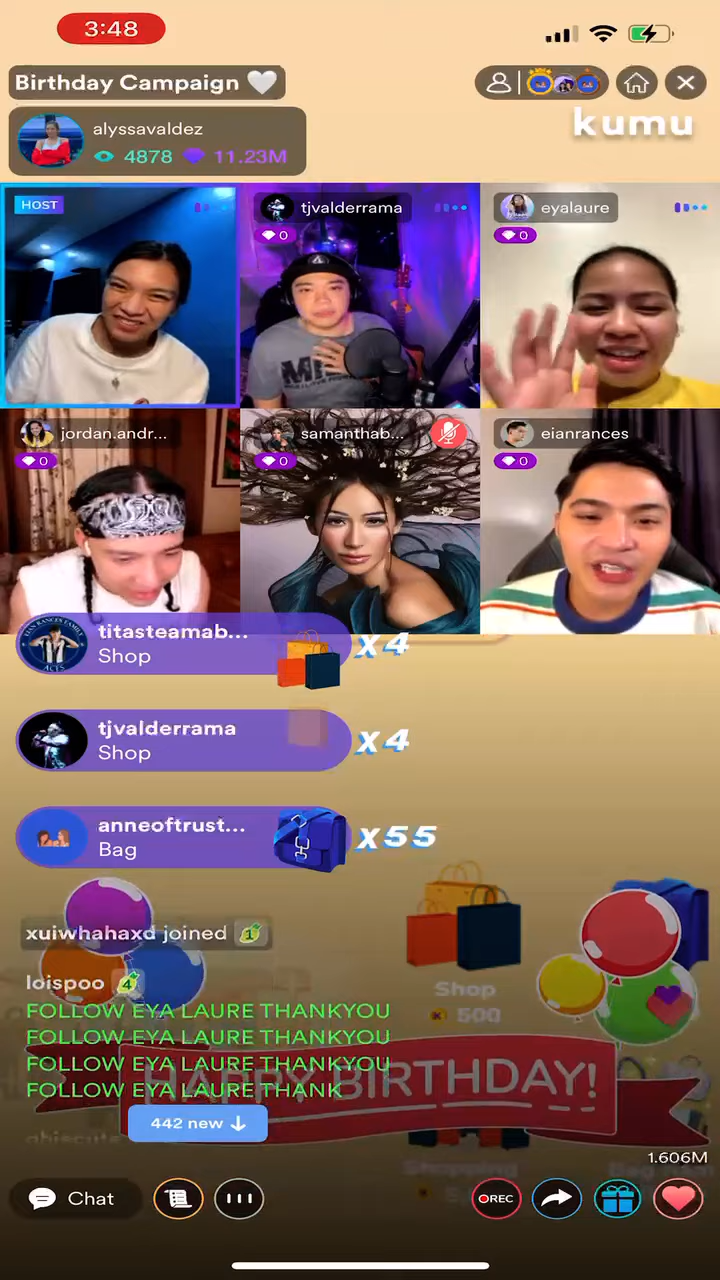 3:48
Birthday Campaign 🤍
kumu
alyssavaldez
4878 11.23M
HOST
tjvalderrama
0
eyalaure
0
jordan.andr...
0
samanthab...
0
eianrances
0
titasteamab...
Shop
x4
tjvalderrama
Shop
x4
anneoftrust...
Bag
x55
xuiwhahaxd joined 1
loispoo 4
FOLLOW EYA LAURE THANKYOU
FOLLOW EYA LAURE THANKYOU
FOLLOW EYA LAURE THANKYOU
FOLLOW EYA LAURE THANK
Shop
500
HAPPY BIRTHDAY!
442 new ↓
1.606M
Chat
REC